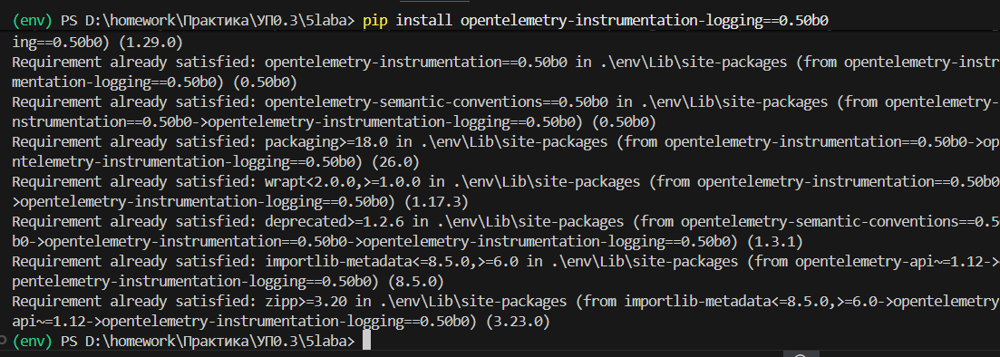 (env) PS D:\homework\Практика\УП0.3\5laba> pip install opentelemetry-instrumentation-logging==0.50b0
ing==0.50b0) (1.29.0)
Requirement already satisfied: opentelemetry-instrumentation==0.50b0 in .\env\Lib\site-packages (from opentelemetry-instr
mentation-logging==0.50b0) (0.50b0)
Requirement already satisfied: opentelemetry-semantic-conventions==0.50b0 in .\env\Lib\site-packages (from opentelemetry-
nstrumentation==0.50b0->opentelemetry-instrumentation-logging==0.50b0) (0.50b0)
Requirement already satisfied: packaging>=18.0 in .\env\Lib\site-packages (from opentelemetry-instrumentation==0.50b0->op
ntelemetry-instrumentation-logging==0.50b0) (26.0)
Requirement already satisfied: wrapt<2.0.0,>=1.0.0 in .\env\Lib\site-packages (from opentelemetry-instrumentation==0.50b0
>opentelemetry-instrumentation-logging==0.50b0) (1.17.3)
Requirement already satisfied: deprecated>=1.2.6 in .\env\Lib\site-packages (from opentelemetry-semantic-conventions==0.5
b0->opentelemetry-instrumentation==0.50b0->opentelemetry-instrumentation-logging==0.50b0) (1.3.1)
Requirement already satisfied: importlib-metadata<=8.5.0,>=6.0 in .\env\Lib\site-packages (from opentelemetry-api~=1.12->
pentelemetry-instrumentation-logging==0.50b0) (8.5.0)
Requirement already satisfied: zipp>=3.20 in .\env\Lib\site-packages (from importlib-metadata<=8.5.0,>=6.0->opentelemetry
api~=1.12->opentelemetry-instrumentation-logging==0.50b0) (3.23.0)
(env) PS D:\homework\Практика\УП0.3\5laba>